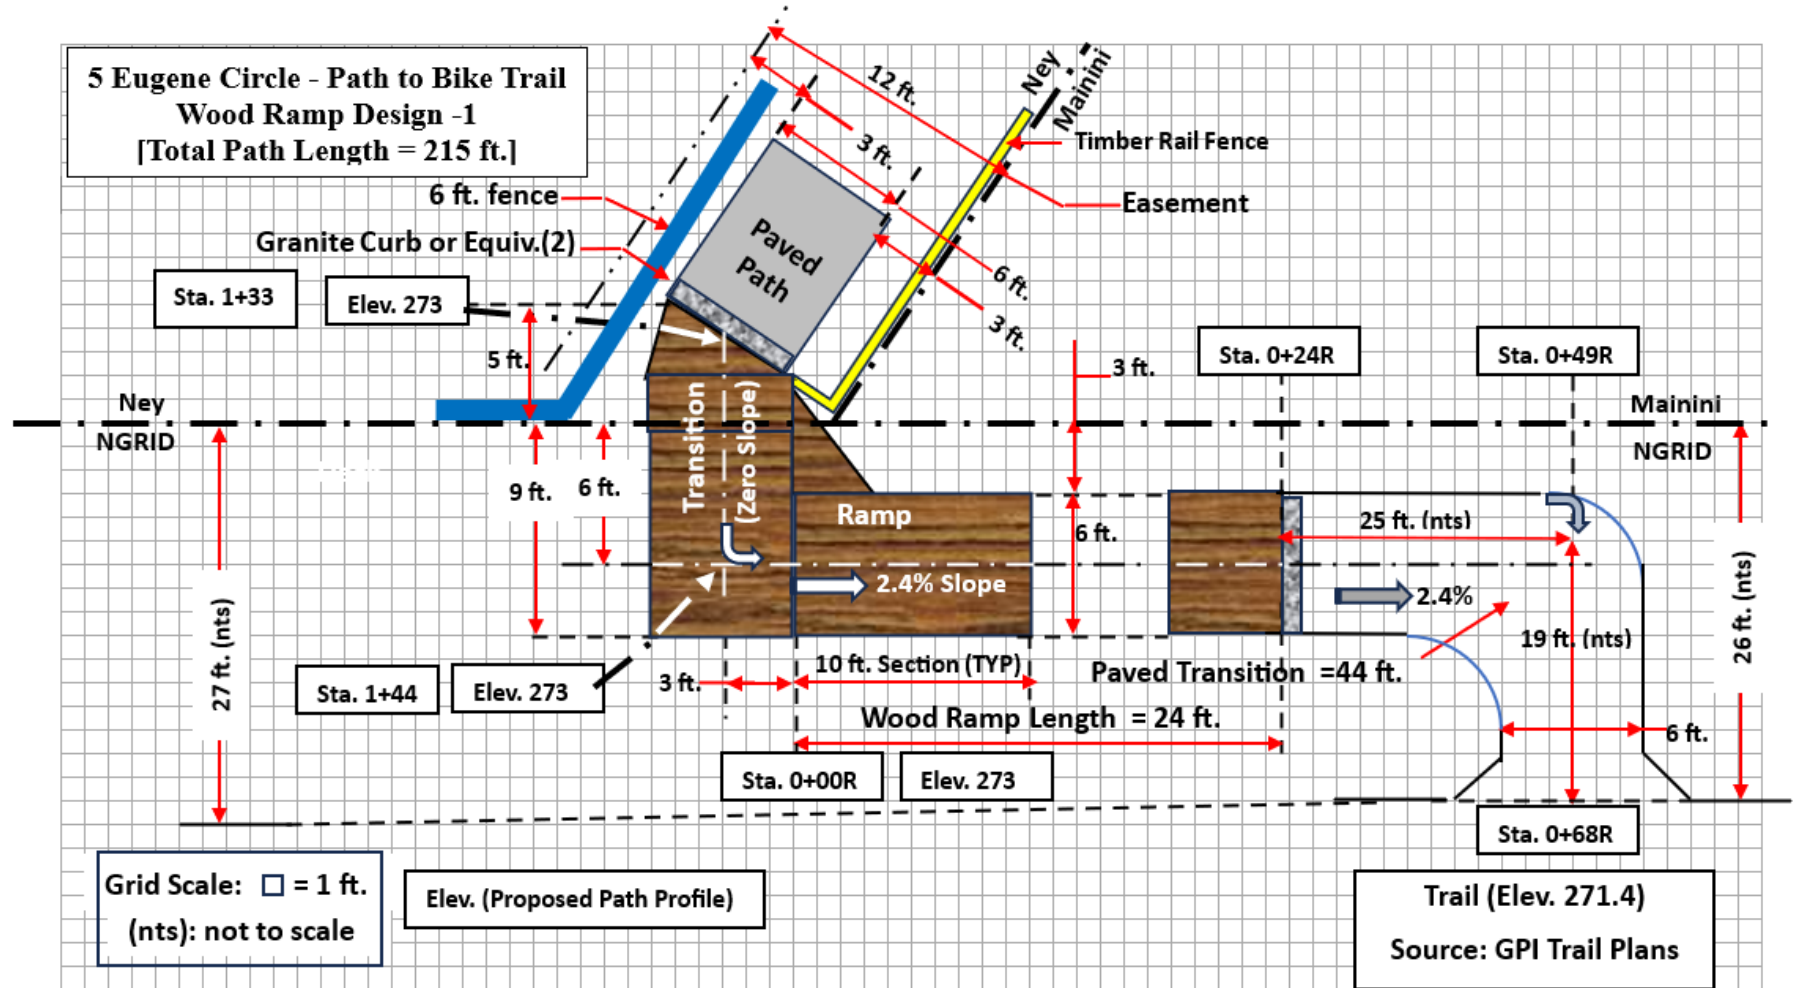 5 Eugene Circle - Path to Bike Trail
Wood Ramp Design -1
[Total Path Length = 215 ft.]
12 ft.
Ney
Mainini
3 ft.
Timber Rail Fence
6 ft. fence
Easement
Granite Curb or Equiv.(2)
Paved
Path
6 ft.
3 ft.
Sta. 1+33
Elev. 273
5 ft.
3 ft.
Sta. 0+24R
Sta. 0+49R
Ney
NGRID
Mainini
NGRID
Transition
(Zero Slope)
9 ft.
6 ft.
Ramp
6 ft.
25 ft. (nts)
2.4% Slope
2.4%
27 ft. (nts)
19 ft. (nts)
26 ft. (nts)
Sta. 1+44
Elev. 273
3 ft.
10 ft. Section (TYP)
Paved Transition =44 ft.
Wood Ramp Length = 24 ft.
6 ft.
Sta. 0+00R
Elev. 273
Sta. 0+68R
Grid Scale: = 1 ft.
(nts): not to scale
Elev. (Proposed Path Profile)
Trail (Elev. 271.4)
Source: GPI Trail Plans